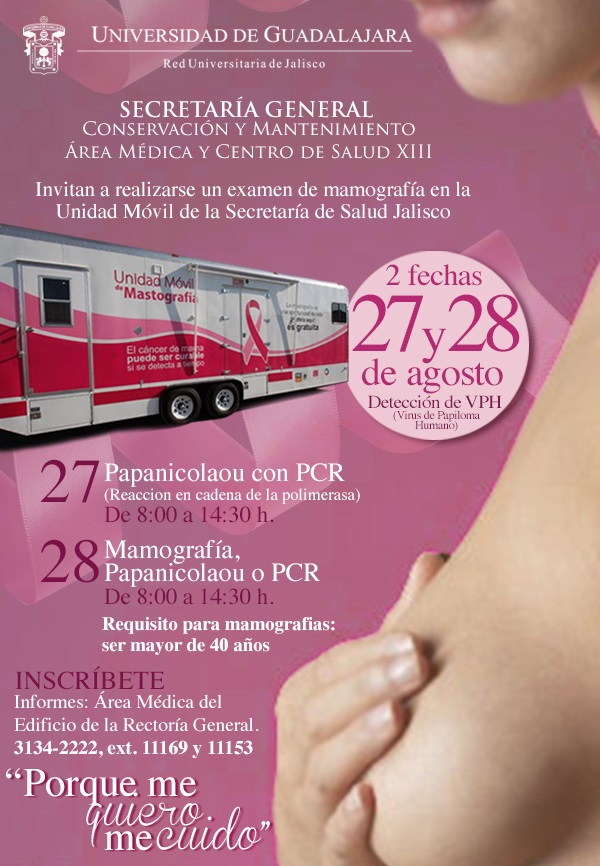 UNIVERSIDAD DE GUADALAJARA
Red Universitaria de Jalisco
SECRETARÍA GENERAL
CONSERVACIÓN Y MANTENIMIENTO
ÁREA MÉDICA Y CENTRO DE SALUD XIII
Invitan a realizarse un examen de mamografía en la
Unidad Móvil de la Secretaría de Salud Jalisco
Unidad Móvil
de Mastografía
es gratuita
El cáncer de mama
puede ser curable
si se detecta a tiempo
2 fechas
27 y 28
de agosto
Detección de VPH
(Virus de Papiloma
Humano)
27 Papanicolaou con PCR
(Reaccion en cadena de la polimerasa)
De 8:00 a 14:30 h.
28 Mamografía,
Papanicolaou o PCR
De 8:00 a 14:30 h.
Requisito para mamografias:
ser mayor de 40 años
INSCRÍBETE
Informes: Área Médica del
Edificio de la Rectoría General.
3134-2222, ext. 11169 y 11153
“Porque me
quiero,
me cuido”